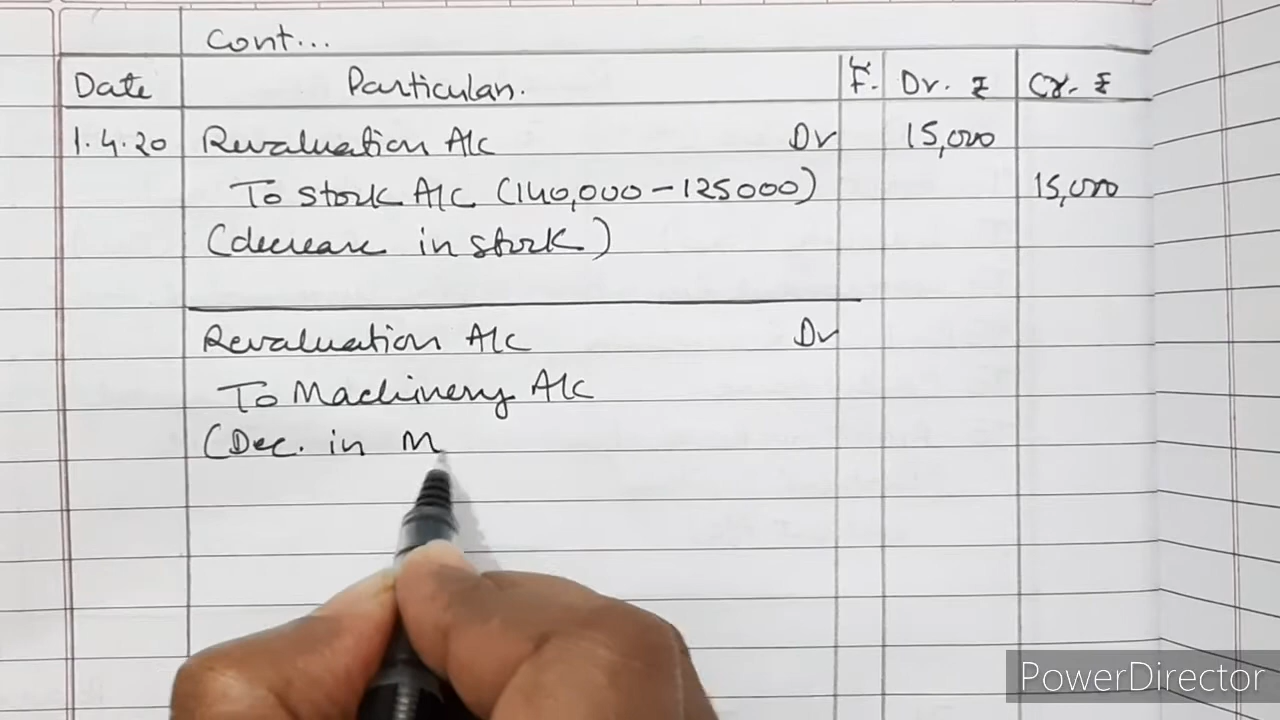 Cont...
Date Particulars. L.F. Dr. ₹ Cr. ₹
1.4.20 Revaluation A/c Dr 15,000
To Stock A/c (140,000-125000) 15,000
(decrease in stock)
Revaluation A/c Dr
To Machinery A/c
(Dec. in M
PowerDirector